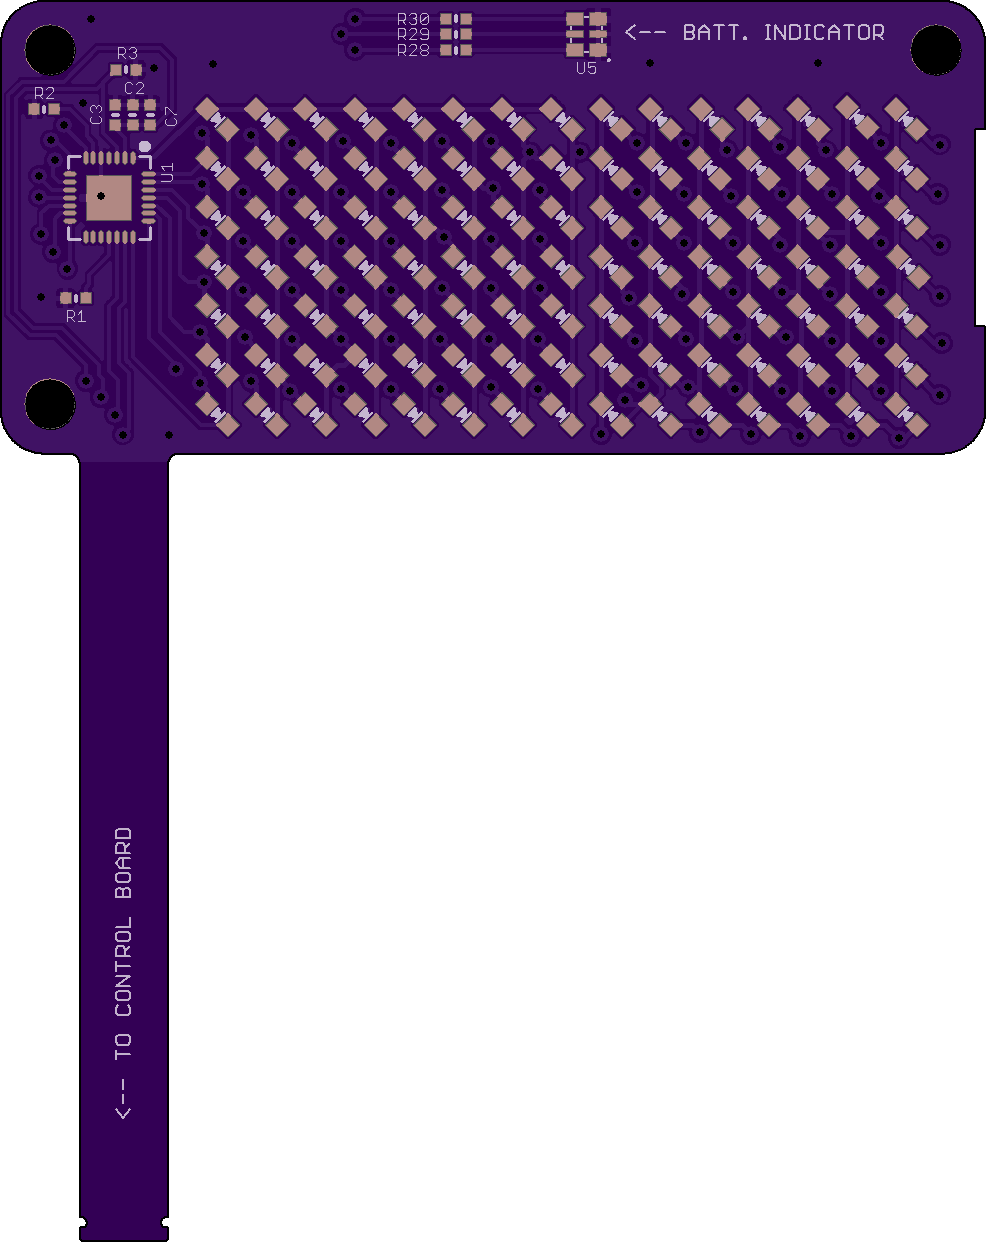 R30
R29
R28
U5
<-- BATT. INDICATOR
R3
C2
R2
C3
C7
U1
R1
<-- TO CONTROL BOARD